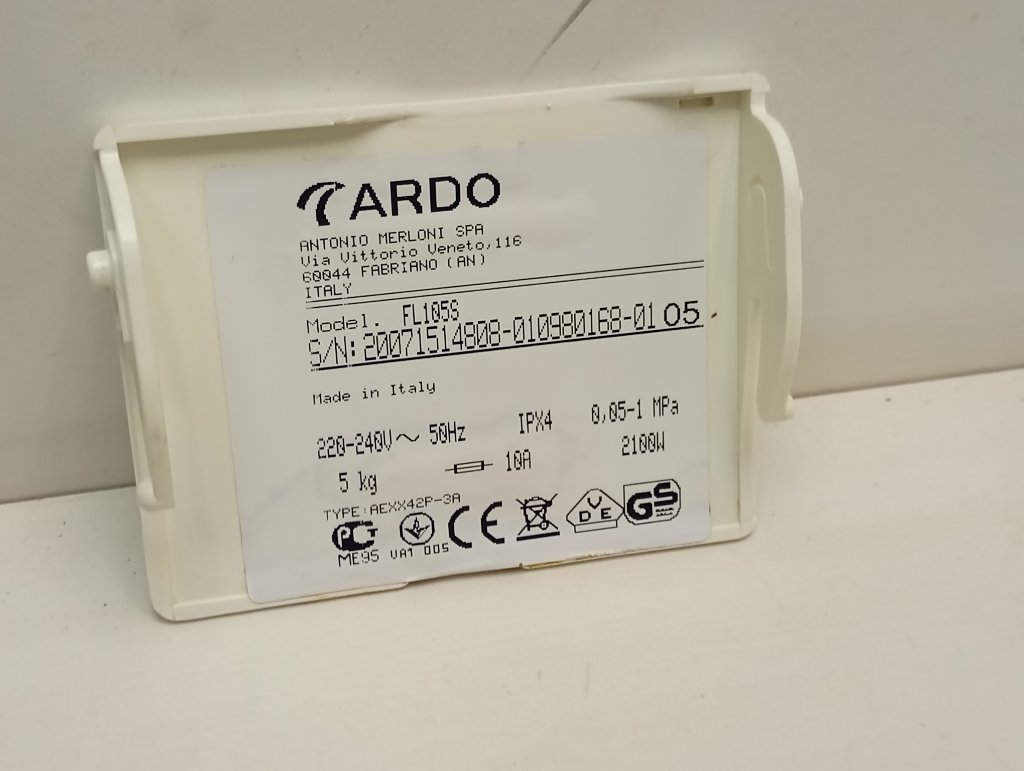 ARDO
ANTONIO MERLONI SPA
Via Vittorio Veneto,116
60044 FABRIANO (AN)
ITALY
Model. FL105S
S/N: 20071514808-010980168-01 05
Made in Italy
220-240V~ 50Hz IPX4 0,05-1 MPa
5 kg 10A 2100W
TYPE:AEXX42P-3A
PCT CE VDE GS
ME95 VA1 005